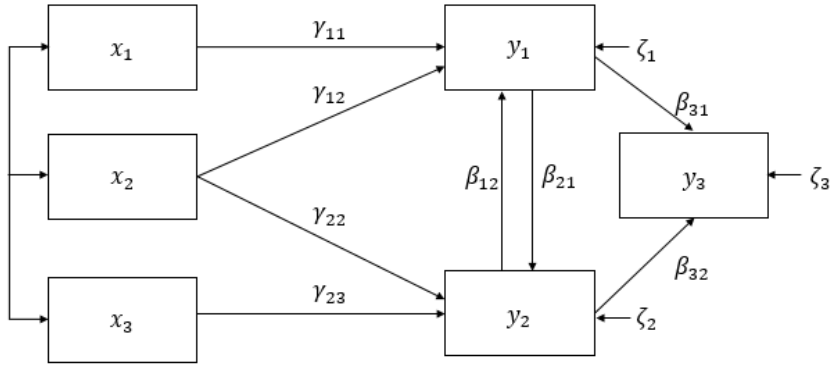 γ₁₁
x₁ y₁ ζ₁
γ₁₂
β₃₁
x₂ β₁₂ β₂₁ y₃ ζ₃
γ₂₂
β₃₂
γ₂₃
x₃ y₂ ζ₂